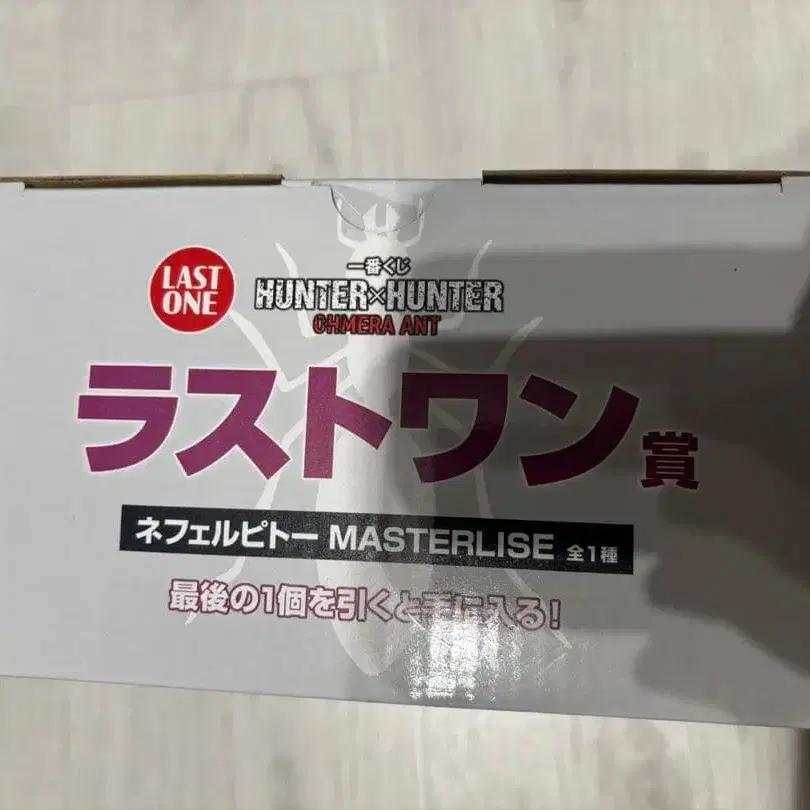 LAST
ONE
一番くじ
HUNTER×HUNTER
CHMERA ANT
ラストワン賞
ネフェルピトー MASTERLISE 全1種
最後の1個を引くと手に入る!